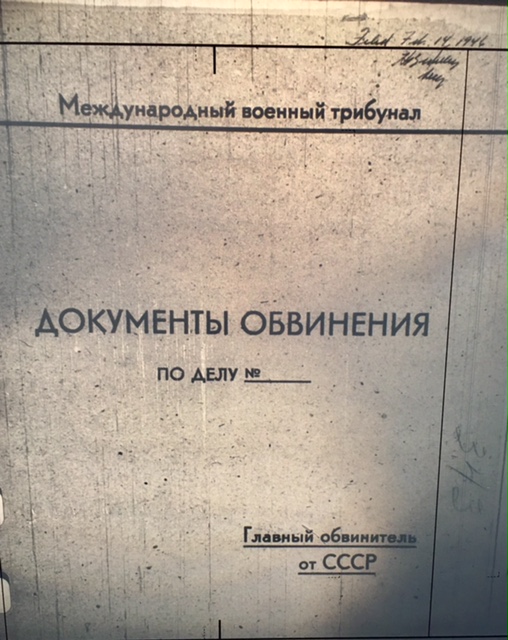 Filed Feb. 14, 1946
Международный военный трибунал
ДОКУМЕНТЫ ОБВИНЕНИЯ
ПО ДЕЛУ №
Главный обвинитель
от СССР